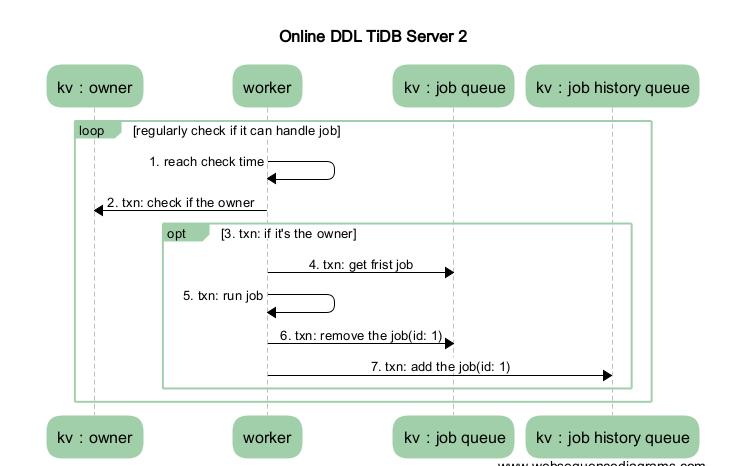 Online DDL TiDB Server 2
kv : owner
worker
kv : job queue
kv : job history queue
loop
[regularly check if it can handle job]
1. reach check time
2. txn: check if the owner
opt
[3. txn: if it's the owner]
4. txn: get frist job
5. txn: run job
6. txn: remove the job(id: 1)
7. txn: add the job(id: 1)
kv : owner
worker
kv : job queue
kv : job history queue
www.websequencediagrams.com